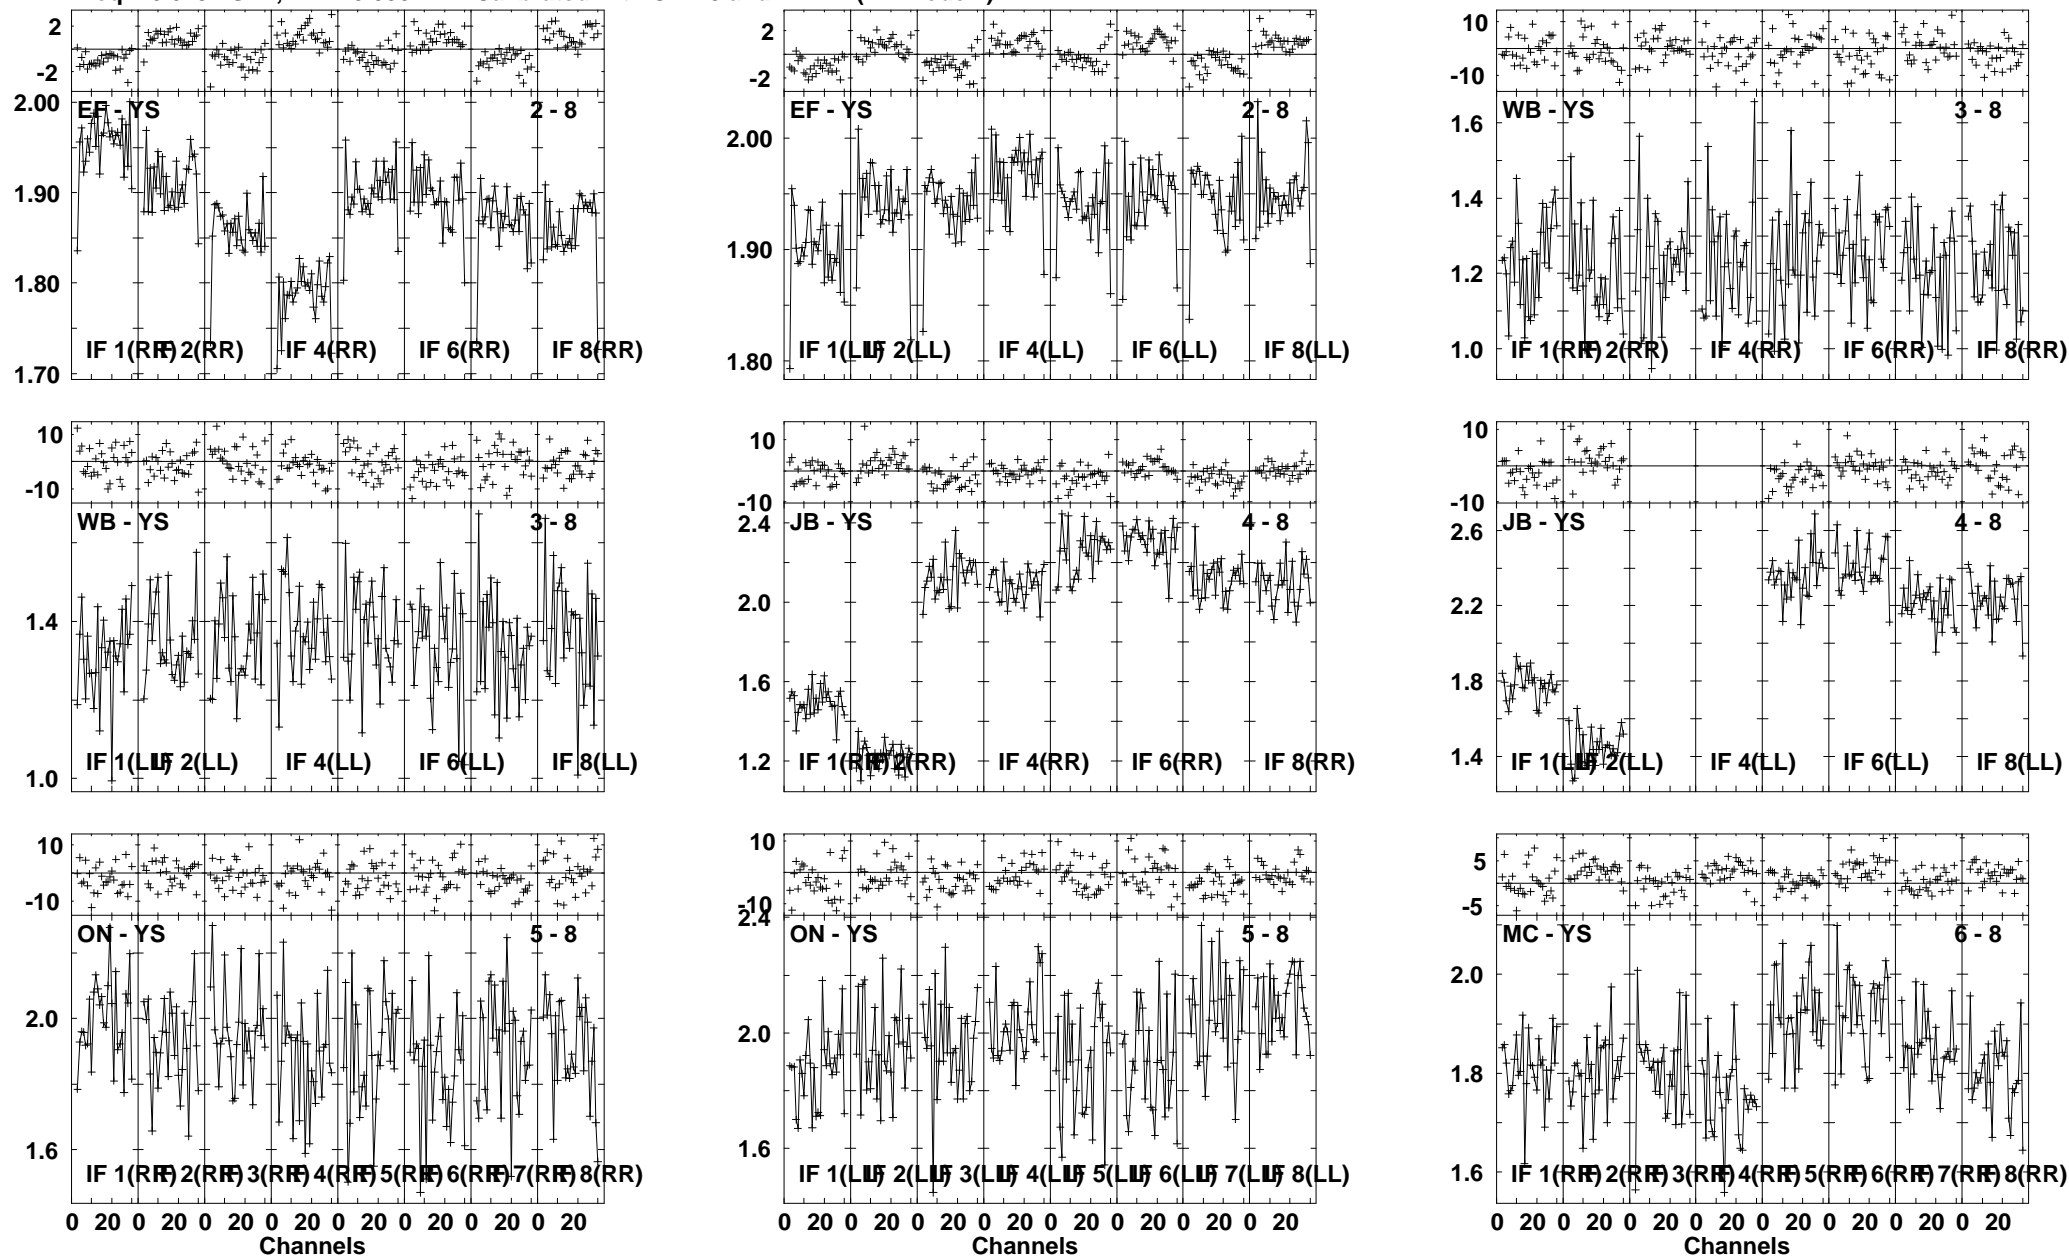 2
-2
EF - YS 2 - 8
2.00
1.90
1.80
1.70
IF 1(RR) IF 2(RR) IF 4(RR) IF 6(RR) IF 8(RR)
2
-2
EF - YS 2 - 8
2.00
1.90
1.80
IF 1(LL) IF 2(LL) IF 4(LL) IF 6(LL) IF 8(LL)
10
-10
WB - YS 3 - 8
1.6
1.4
1.2
1.0
IF 1(RR) IF 2(RR) IF 4(RR) IF 6(RR) IF 8(RR)
10
-10
WB - YS 3 - 8
1.4
1.0
IF 1(LL) IF 2(LL) IF 4(LL) IF 6(LL) IF 8(LL)
10
-10
JB - YS 4 - 8
2.4
2.0
1.6
1.2
IF 1(RR) IF 2(RR) IF 4(RR) IF 6(RR) IF 8(RR)
10
-10
JB - YS 4 - 8
2.6
2.2
1.8
1.4
IF 1(LL) IF 2(LL) IF 4(LL) IF 6(LL) IF 8(LL)
10
-10
ON - YS 5 - 8
2.0
1.6
IF 1(RR) IF 2(RR) IF 3(RR) IF 4(RR) IF 5(RR) IF 6(RR) IF 7(RR) IF 8(RR)
0 20 0 20 0 20 0 20 0 20 0 20 0 20 0 20
Channels
10
-10
2.4
ON - YS 5 - 8
2.0
1.6
IF 1(LL) IF 2(LL) IF 3(LL) IF 4(LL) IF 5(LL) IF 6(LL) IF 7(LL) IF 8(LL)
0 20 0 20 0 20 0 20 0 20 0 20 0 20 0 20
Channels
5
-5
MC - YS 6 - 8
2.0
1.8
1.6
IF 1(RR) IF 2(RR) IF 3(RR) IF 4(RR) IF 5(RR) IF 6(RR) IF 7(RR) IF 8(RR)
0 20 0 20 0 20 0 20 0 20 0 20 0 20 0 20
Channels